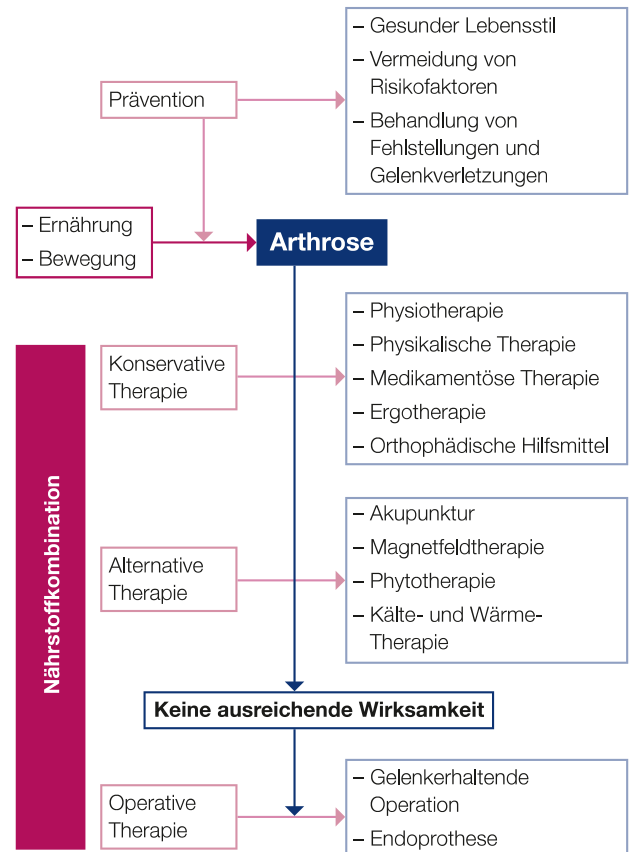 Prävention
– Gesunder Lebensstil
– Vermeidung von
Risikofaktoren
– Behandlung von
Fehlstellungen und
Gelenkverletzungen
– Ernährung
– Bewegung
Arthrose
Nährstoffkombination
Konservative
Therapie
– Physiotherapie
– Physikalische Therapie
– Medikamentöse Therapie
– Ergotherapie
– Orthophädische Hilfsmittel
Alternative
Therapie
– Akupunktur
– Magnetfeldtherapie
– Phytotherapie
– Kälte- und Wärme-
Therapie
Keine ausreichende Wirksamkeit
Operative
Therapie
– Gelenkerhaltende
Operation
– Endoprothese